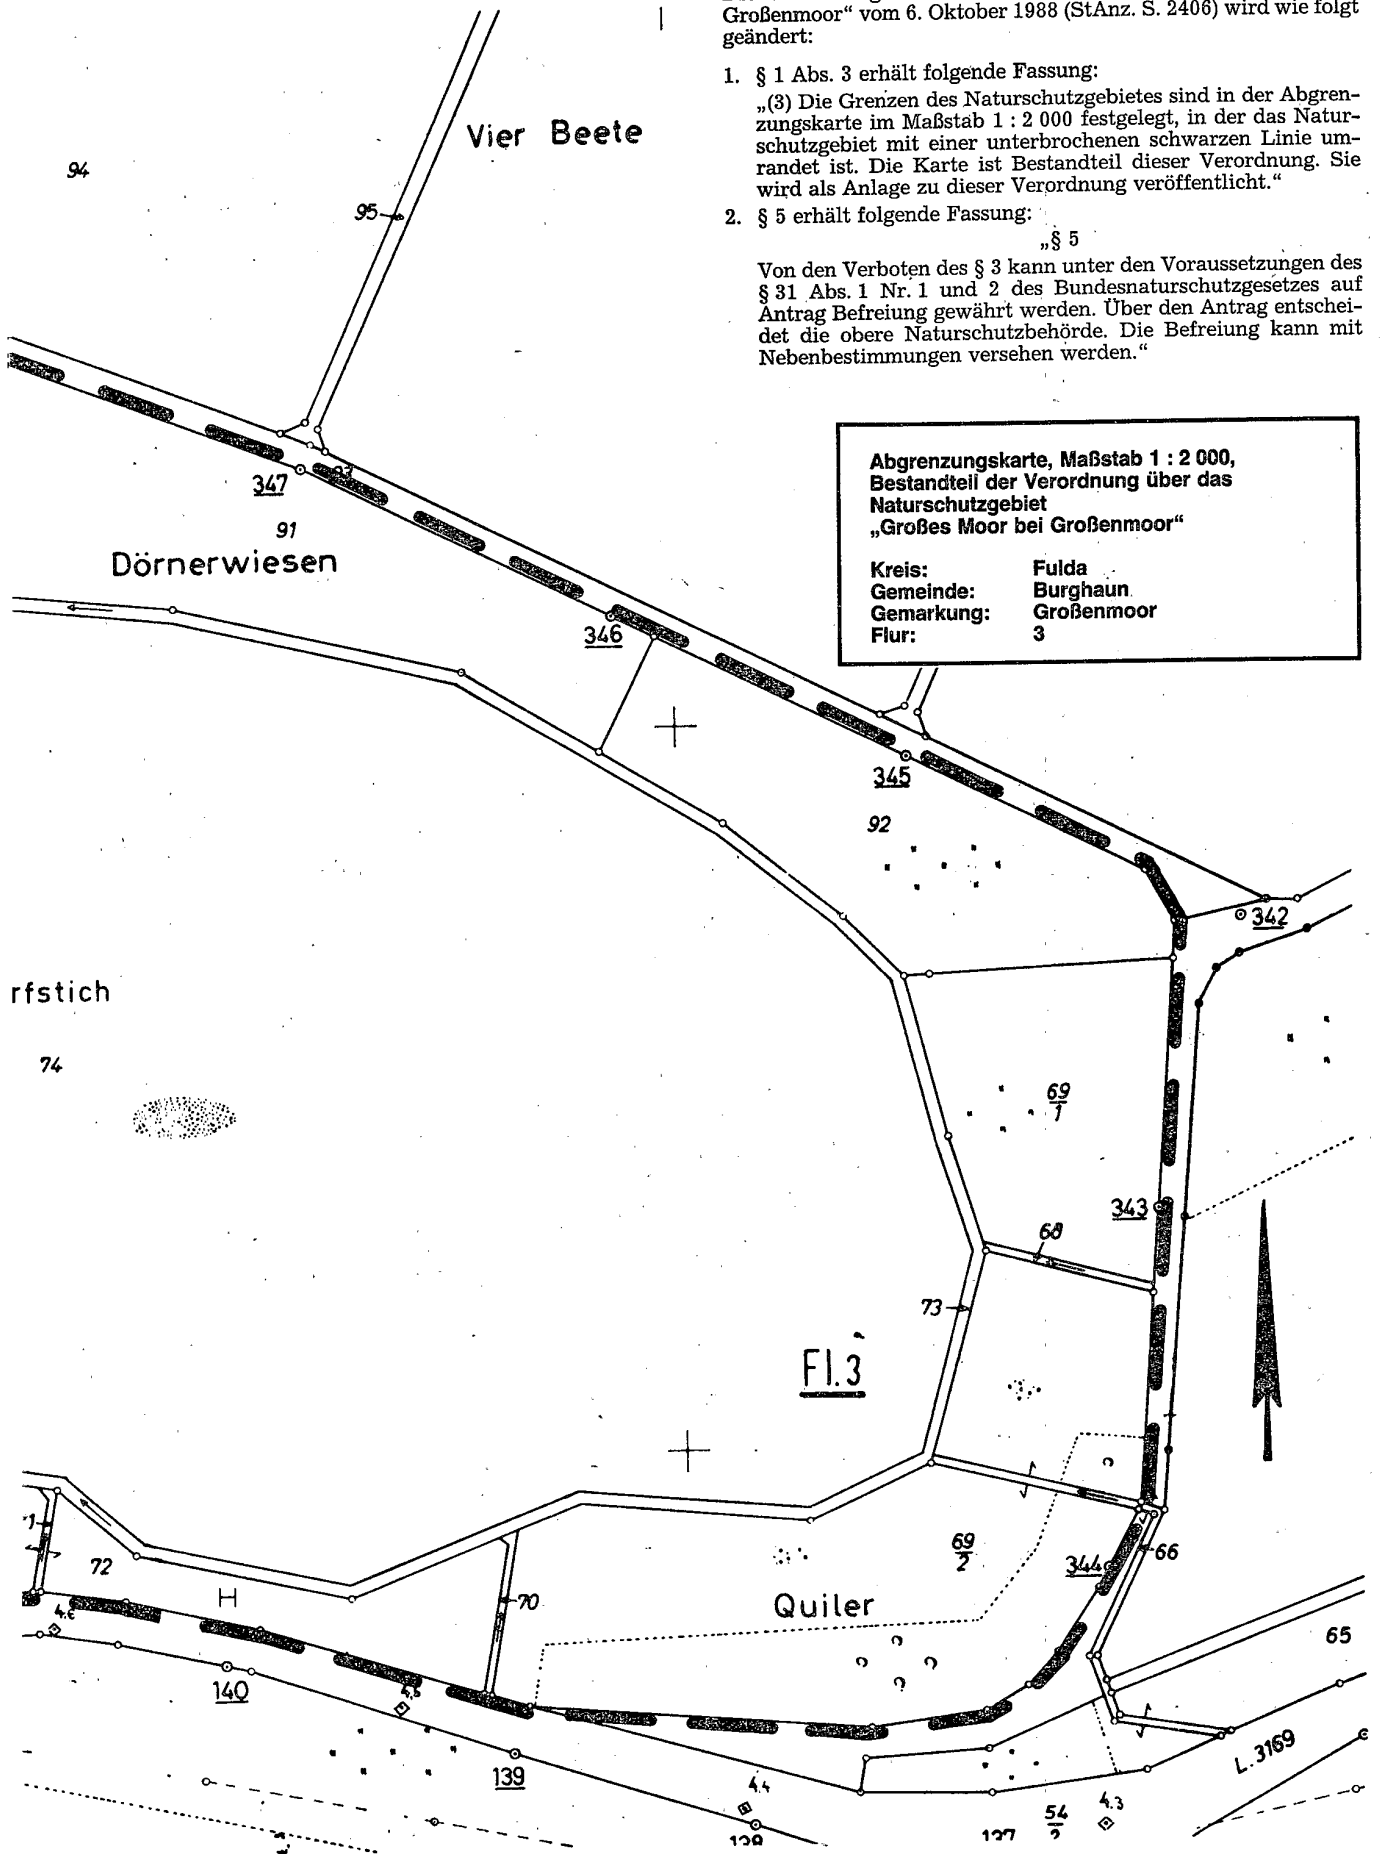 Großenmoor“ vom 6. Oktober 1988 (StAnz. S. 2406) wird wie folgt
geändert:
1. § 1 Abs. 3 erhält folgende Fassung:
„(3) Die Grenzen des Naturschutzgebietes sind in der Abgren-
zungskarte im Maßstab 1 : 2 000 festgelegt, in der das Natur-
schutzgebiet mit einer unterbrochenen schwarzen Linie um-
randet ist. Die Karte ist Bestandteil dieser Verordnung. Sie
wird als Anlage zu dieser Verordnung veröffentlicht.“
2. § 5 erhält folgende Fassung:
„§ 5
Von den Verboten des § 3 kann unter den Voraussetzungen des
§ 31 Abs. 1 Nr. 1 und 2 des Bundesnaturschutzgesetzes auf
Antrag Befreiung gewährt werden. Über den Antrag entschei-
det die obere Naturschutzbehörde. Die Befreiung kann mit
Nebenbestimmungen versehen werden.“
Abgrenzungskarte, Maßstab 1 : 2 000,
Bestandteil der Verordnung über das
Naturschutzgebiet
„Großes Moor bei Großenmoor“
Kreis: Fulda
Gemeinde: Burghaun
Gemarkung: Großenmoor
Flur: 3
Vier Beete
94
95
347
91
Dörnerwiesen
346
345
92
342
rfstich
74
69
1
343
68
73
Fl.3
72
70
69
2
344
66
Quiler
65
140
139
4.4
L.3169
4.3
54